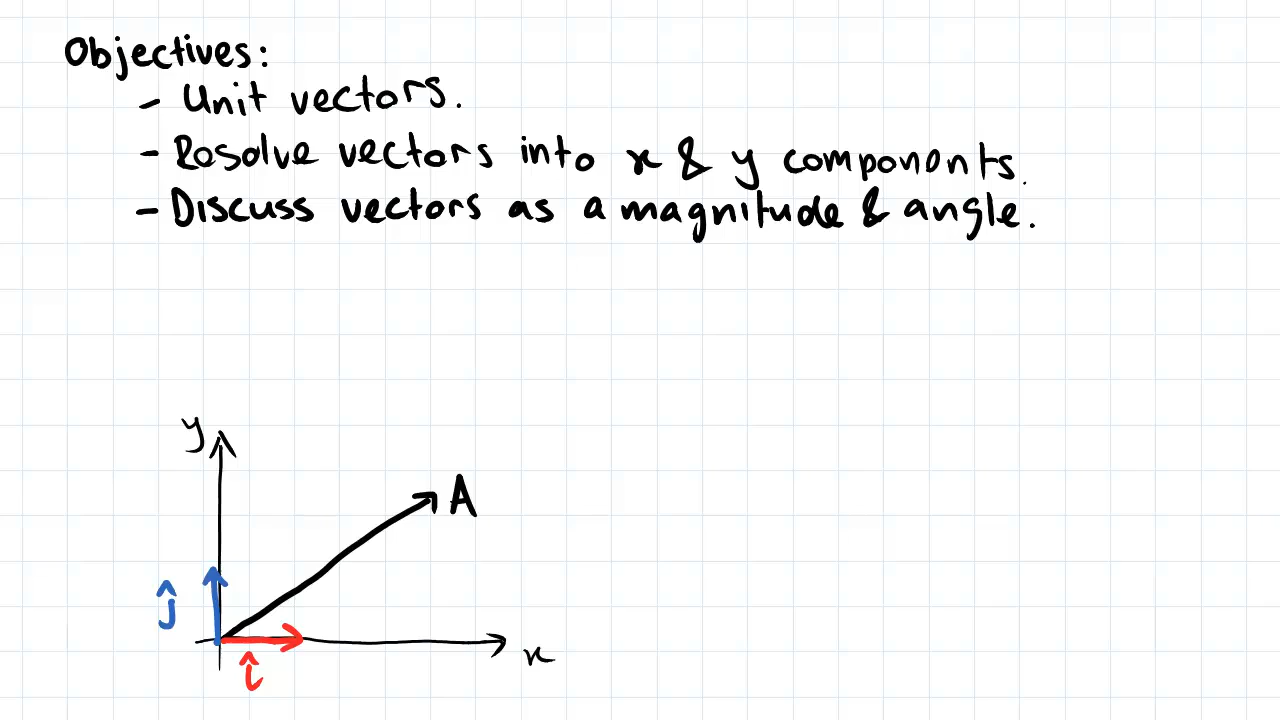 Objectives:
- Unit vectors.
- Resolve vectors into x & y components.
- Discuss vectors as a magnitude & angle.
y
A
ĵ
x
î